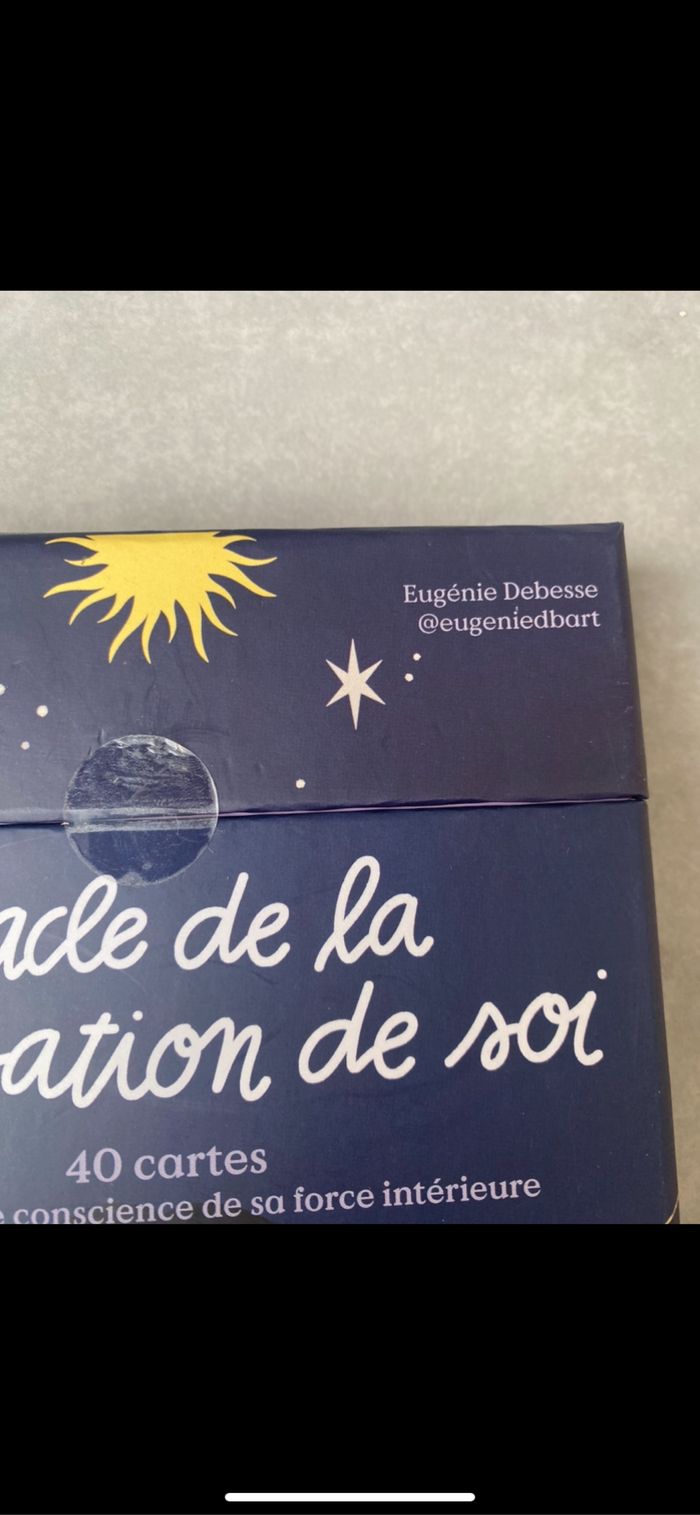 Eugénie Debesse
@eugeniedbart
acle de la
ation de soi
40 cartes
conscience de sa force intérieure